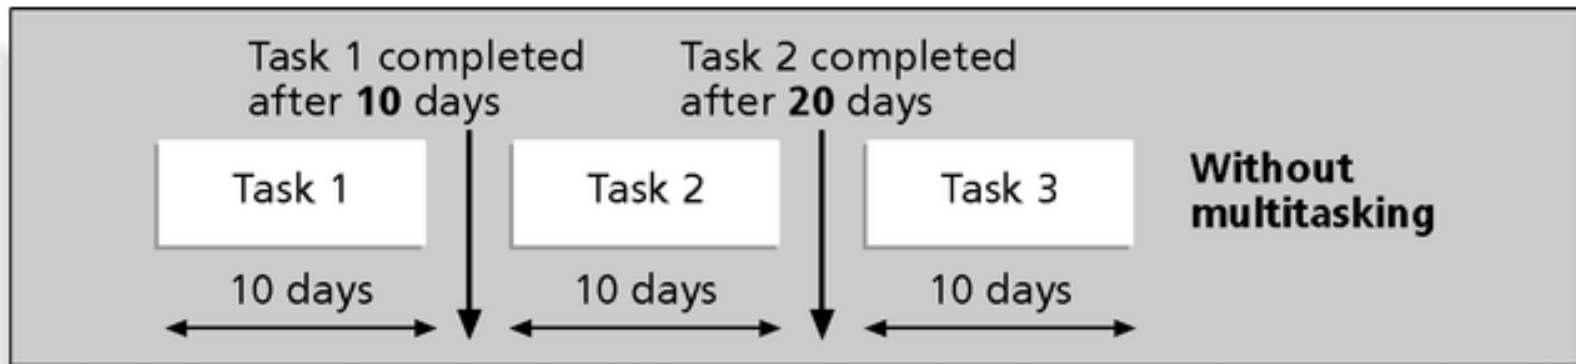 Task 1 completed
after 10 days
Task 2 completed
after 20 days
Task 1
Task 2
Task 3
Without
multitasking
10 days
10 days
10 days